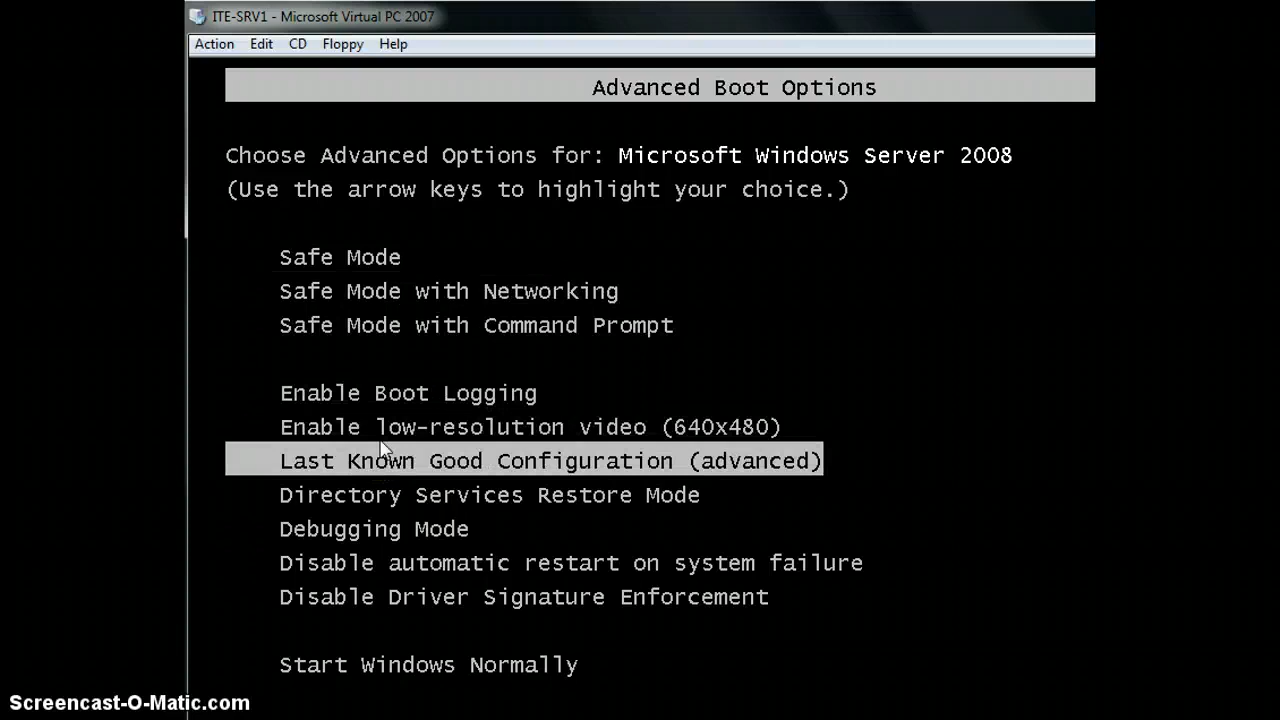 ITE-SRV1 - Microsoft Virtual PC 2007
Action Edit CD Floppy Help
Advanced Boot Options
Choose Advanced Options for: Microsoft Windows Server 2008
(Use the arrow keys to highlight your choice.)
Safe Mode
Safe Mode with Networking
Safe Mode with Command Prompt
Enable Boot Logging
Enable low-resolution video (640x480)
Last Known Good Configuration (advanced)
Directory Services Restore Mode
Debugging Mode
Disable automatic restart on system failure
Disable Driver Signature Enforcement
Start Windows Normally
Screencast-O-Matic.com